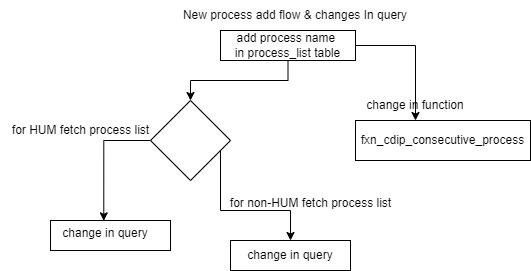 New process add flow & changes In query
add process name
in process_list table
change in function
for HUM fetch process list
fxn_cdip_consecutive_process
for non-HUM fetch process list
change in query
change in query